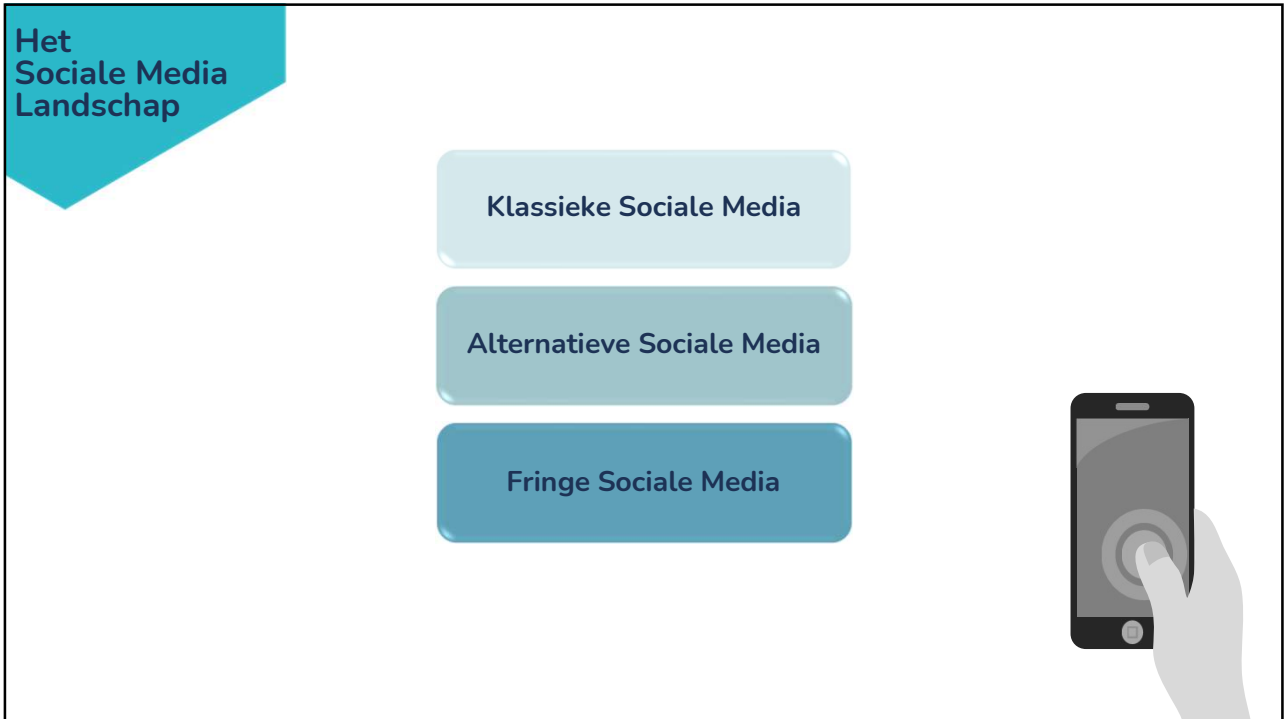 Het
Sociale Media
Landschap
Klassieke Sociale Media
Alternatieve Sociale Media
Fringe Sociale Media